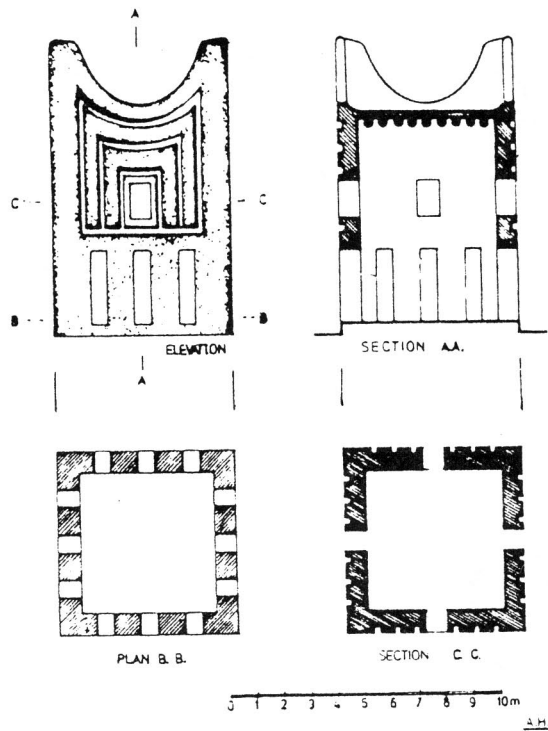 A
C
C
C
B
B
B
ELEVATION
SECTION A.A.
A
PLAN B. B.
SECTION C. C.
0 1 2 3 4 5 6 7 8 9 10m
A.H